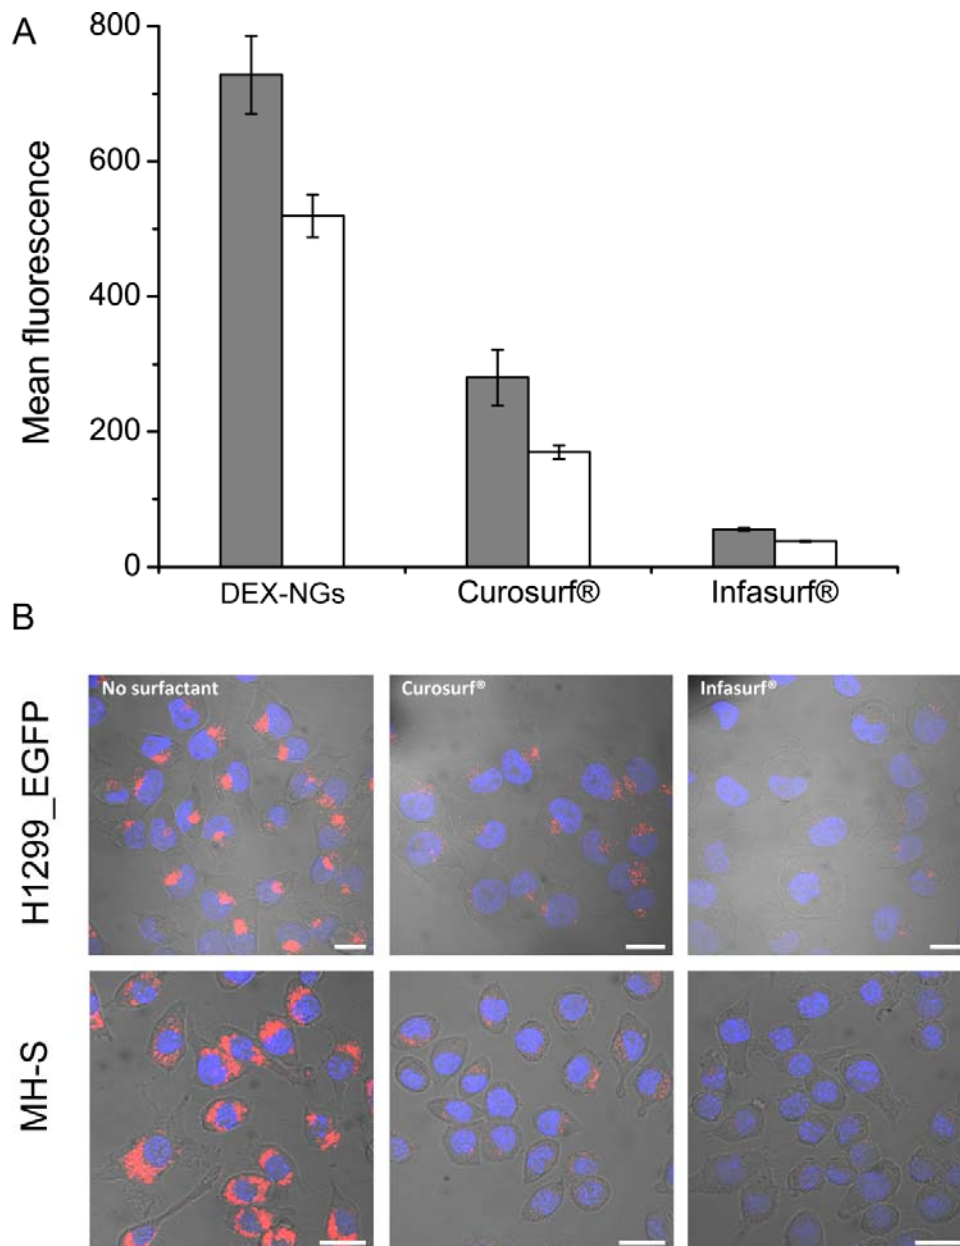 A
800
600
400
200
0
Mean fluorescence
DEX-NGs
Curosurf®
Infasurf®
B
No surfactant
Curosurf®
Infasurf®
H1299_EGFP
MH-S